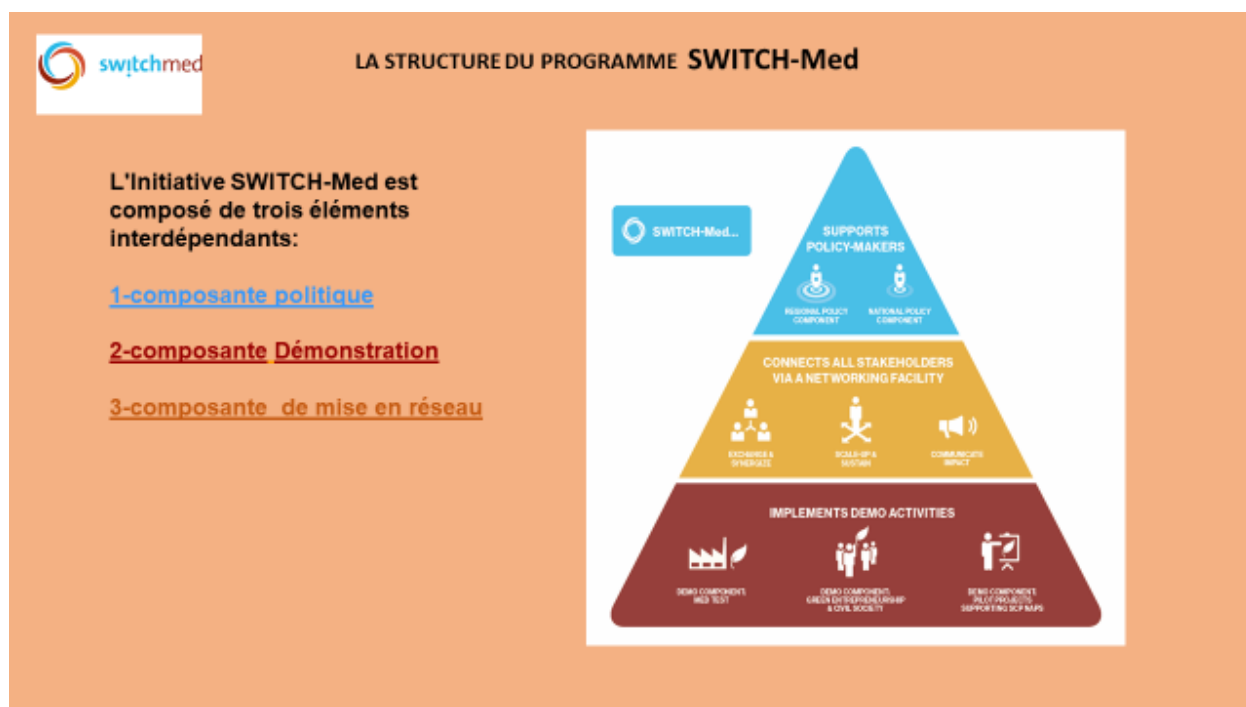 switchmed
LA STRUCTURE DU PROGRAMME SWITCH-Med
L'Initiative SWITCH-Med est
composé de trois éléments
interdépendants:
1-composante politique
2-composante Démonstration
3-composante de mise en réseau
SWITCH-Med...
SUPPORTS
POLICY-MAKERS
REGIONAL POLICY
COMPONENT
NATIONAL POLICY
COMPONENT
CONNECTS ALL STAKEHOLDERS
VIA A NETWORKING FACILITY
EXCHANGE &
SYNERGIZE
SCALE-UP &
SUSTAIN
COMMUNICATE
IMPACT
IMPLEMENTS DEMO ACTIVITIES
DEMO COMPONENT:
MED TEST
DEMO COMPONENT:
GREEN ENTREPRENEURSHIP
& CIVIL SOCIETY
DEMO COMPONENT:
PILOT PROJECTS
SUPPORTING SCP NAPS